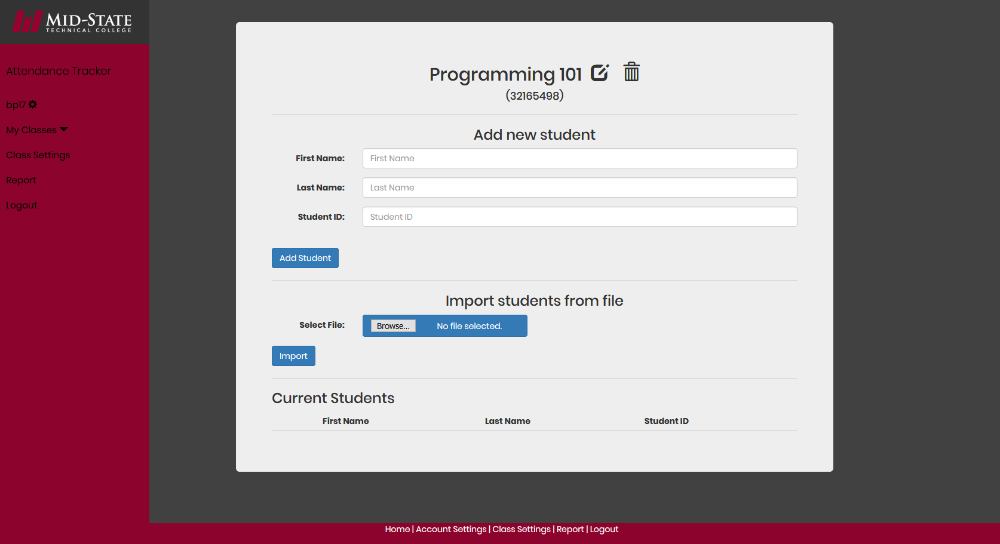 MID-STATE
TECHNICAL COLLEGE
Attendance Tracker
bp17
My Classes
Class Settings
Report
Logout
Programming 101
(32165498)
Add new student
First Name: First Name
Last Name: Last Name
Student ID: Student ID
Add Student
Import students from file
Select File: Browse... No file selected.
Import
Current Students
First Name Last Name Student ID
Home | Account Settings | Class Settings | Report | Logout